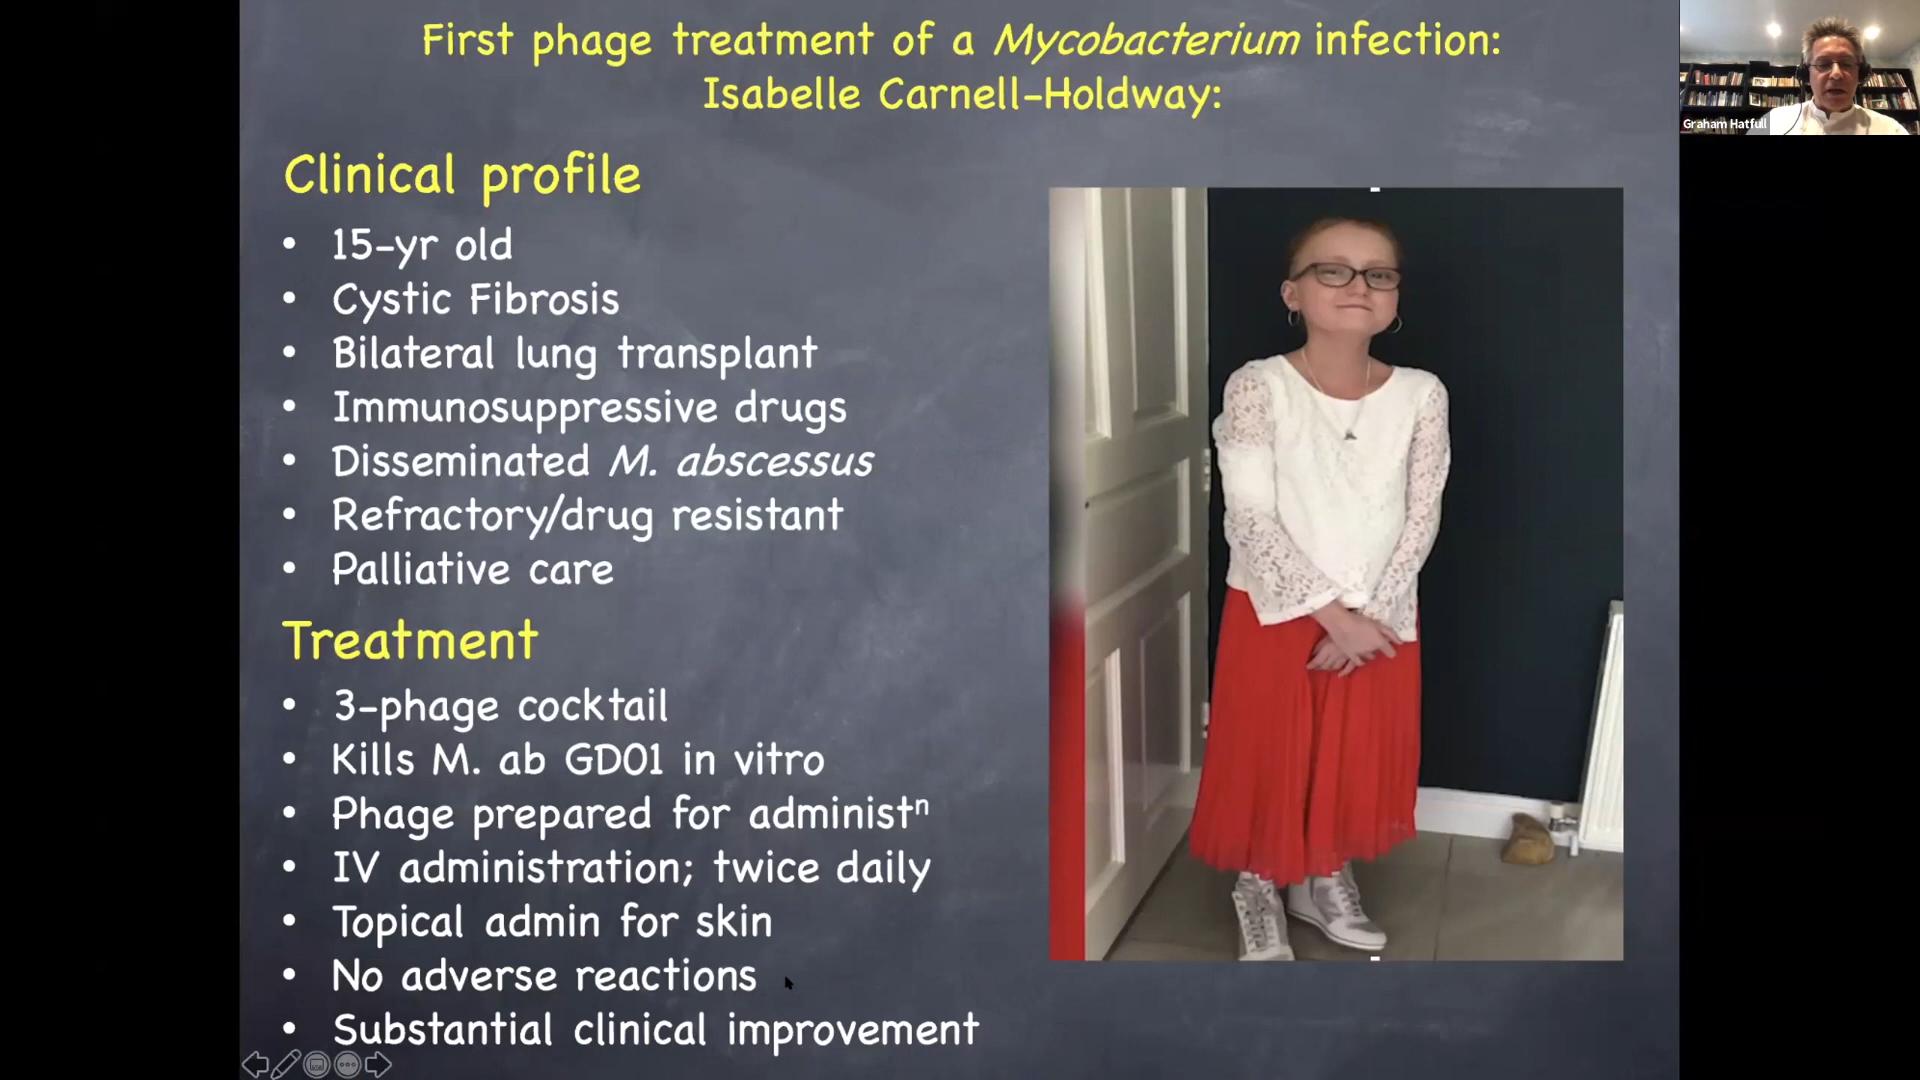 First phage treatment of a Mycobacterium infection:
Isabelle Carnell-Holdway:
Graham Hatfull
Clinical profile
• 15-yr old
• Cystic Fibrosis
• Bilateral lung transplant
• Immunosuppressive drugs
• Disseminated M. abscessus
• Refractory/drug resistant
• Palliative care
Treatment
• 3-phage cocktail
• Kills M. ab GD01 in vitro
• Phage prepared for administⁿ
• IV administration; twice daily
• Topical admin for skin
• No adverse reactions
• Substantial clinical improvement